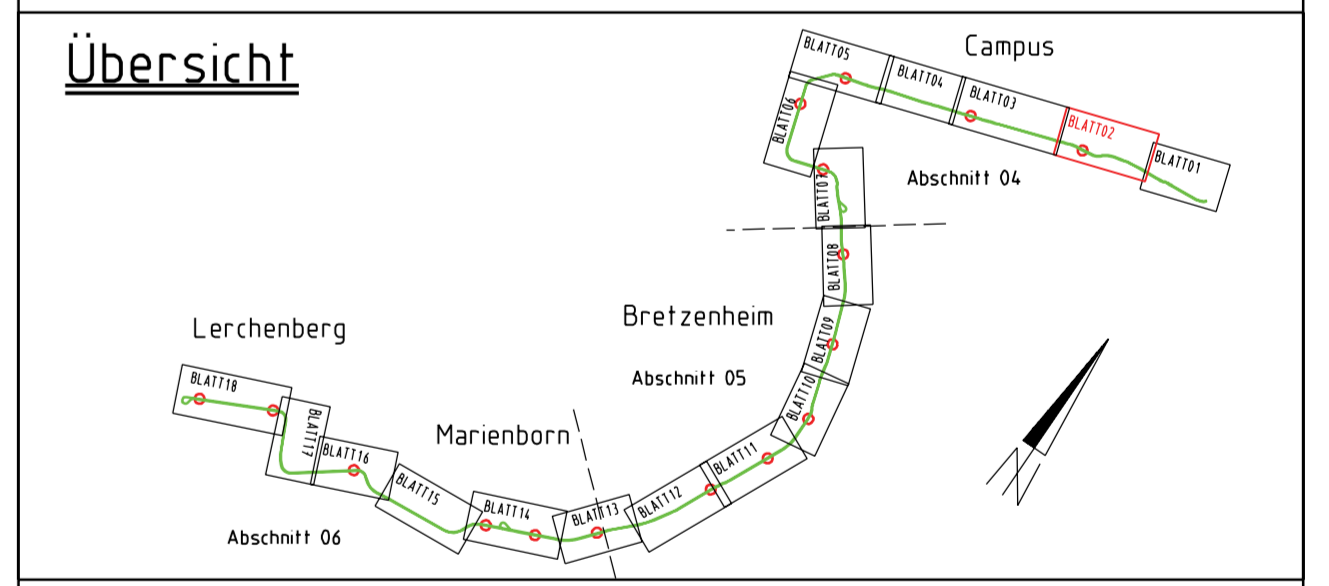 Übersicht
Campus
BLATT05
BLATT04
BLATT03
BLATT02
BLATT01
BLATT06
Abschnitt 04
BLATT07
BLATT08
Bretzenheim
BLATT09
Abschnitt 05
BLATT10
Lerchenberg
BLATT18
BLATT17
BLATT16
Marienborn
BLATT15
BLATT14
BLATT13
BLATT12
BLATT11
Abschnitt 06
N